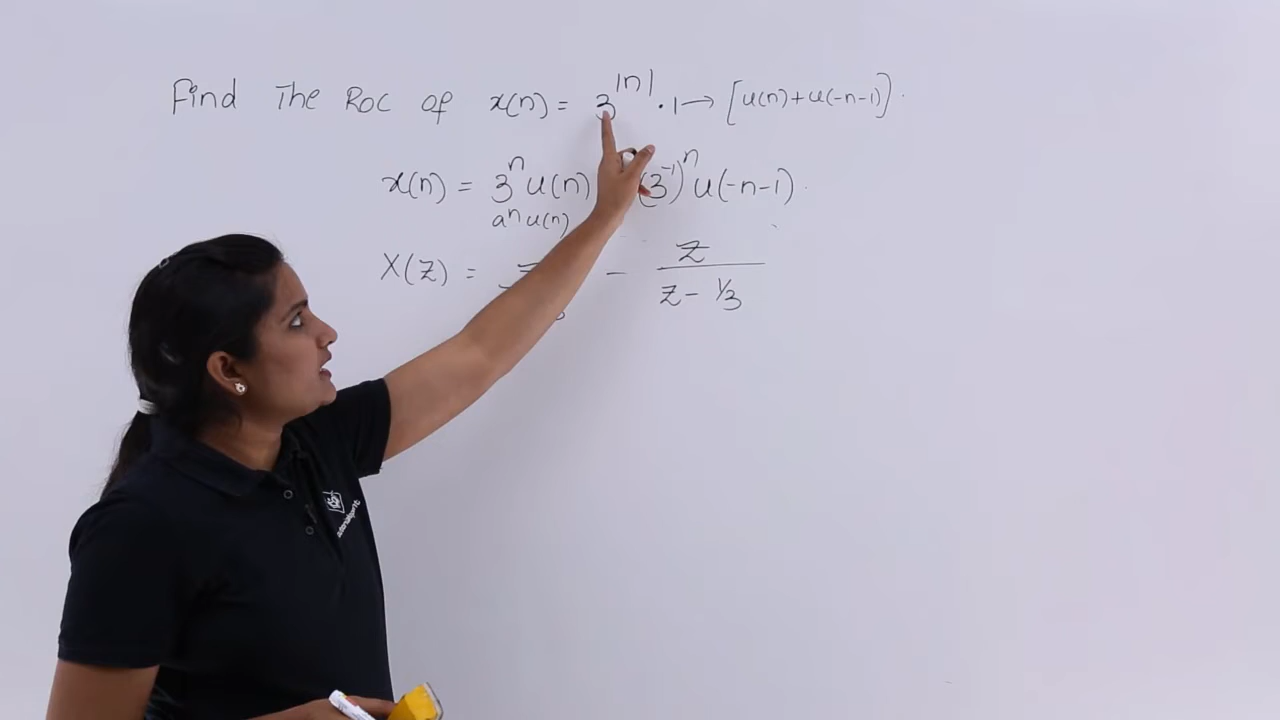 Find The ROC of x(n) = 3^|n| · 1 → [u(n)+u(-n-1)].
x(n) = 3^n u(n) (3^-1)^n u(-n-1).
a^n u(n)
X(z) = - z / (z - 1/3)